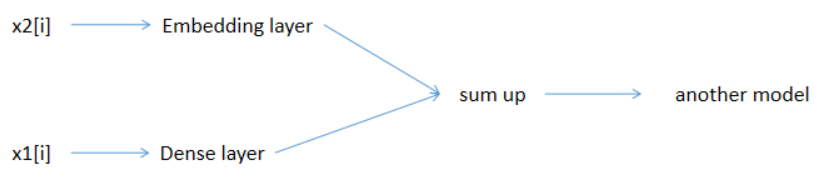 x2[i] Embedding layer
sum up another model
x1[i] Dense layer